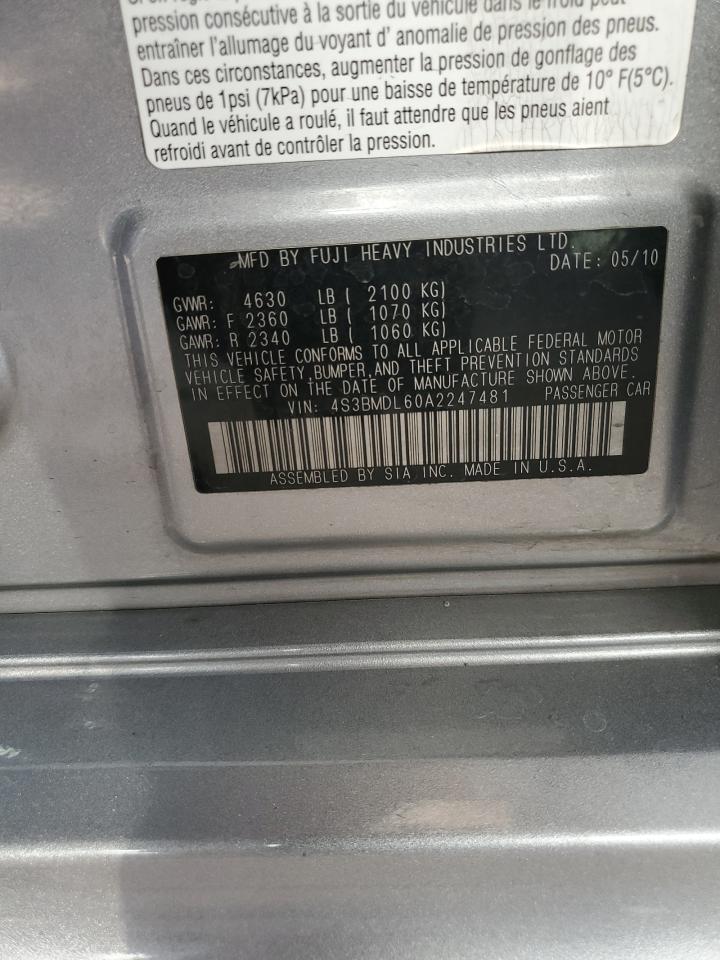 pression consécutive à la sortie du véhicule dans le froid peut
entraîner l'allumage du voyant d' anomalie de pression des pneus.
Dans ces circonstances, augmenter la pression de gonflage des
pneus de 1psi (7kPa) pour une baisse de température de 10° F(5°C).
Quand le véhicule a roulé, il faut attendre que les pneus aient
refroidi avant de contrôler la pression.
MFD BY FUJI HEAVY INDUSTRIES LTD.
DATE: 05/10
GVWR: 4630 LB ( 2100 KG)
GAWR: F 2360 LB ( 1070 KG)
GAWR: R 2340 LB ( 1060 KG)
THIS VEHICLE CONFORMS TO ALL APPLICABLE FEDERAL MOTOR
VEHICLE SAFETY,BUMPER,AND THEFT PREVENTION STANDARDS
IN EFFECT ON THE DATE OF MANUFACTURE SHOWN ABOVE.
VIN: 4S3BMDL60A2247481 PASSENGER CAR
ASSEMBLED BY SIA INC. MADE IN U.S.A.